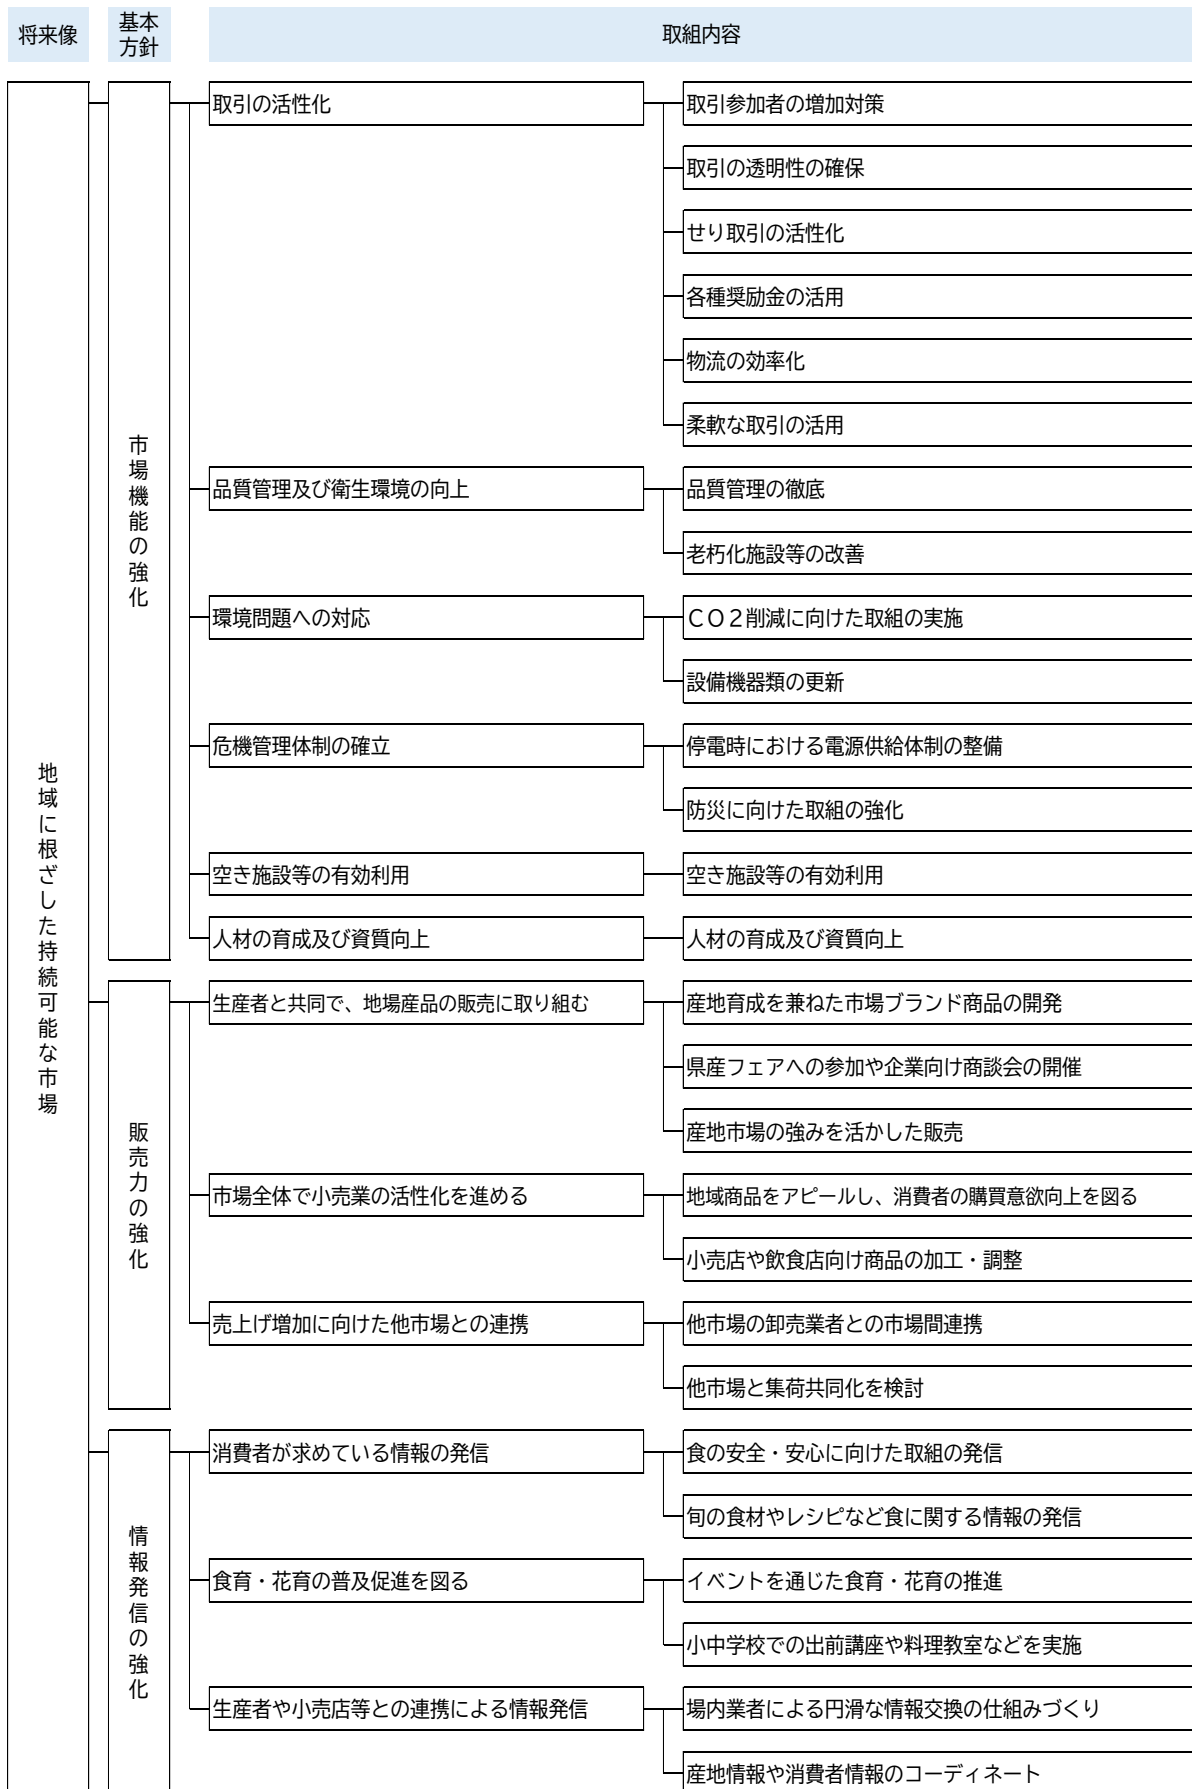 将来像
基本
方針
取組内容
地域に根ざした持続可能な市場
市場機能の強化
取引の活性化
取引参加者の増加対策
取引の透明性の確保
せり取引の活性化
各種奨励金の活用
物流の効率化
柔軟な取引の活用
品質管理及び衛生環境の向上
品質管理の徹底
老朽化施設等の改善
環境問題への対応
ＣＯ２削減に向けた取組の実施
設備機器類の更新
危機管理体制の確立
停電時における電源供給体制の整備
防災に向けた取組の強化
空き施設等の有効利用
空き施設等の有効利用
人材の育成及び資質向上
人材の育成及び資質向上
販売力の強化
生産者と共同で、地場産品の販売に取り組む
産地育成を兼ねた市場ブランド商品の開発
県産フェアへの参加や企業向け商談会の開催
産地市場の強みを活かした販売
市場全体で小売業の活性化を進める
地域商品をアピールし、消費者の購買意欲向上を図る
小売店や飲食店向け商品の加工・調整
売上げ増加に向けた他市場との連携
他市場の卸売業者との市場間連携
他市場と集荷共同化を検討
情報発信の強化
消費者が求めている情報の発信
食の安全・安心に向けた取組の発信
旬の食材やレシピなど食に関する情報の発信
食育・花育の普及促進を図る
イベントを通じた食育・花育の推進
小中学校での出前講座や料理教室などを実施
生産者や小売店等との連携による情報発信
場内業者による円滑な情報交換の仕組みづくり
産地情報や消費者情報のコーディネート